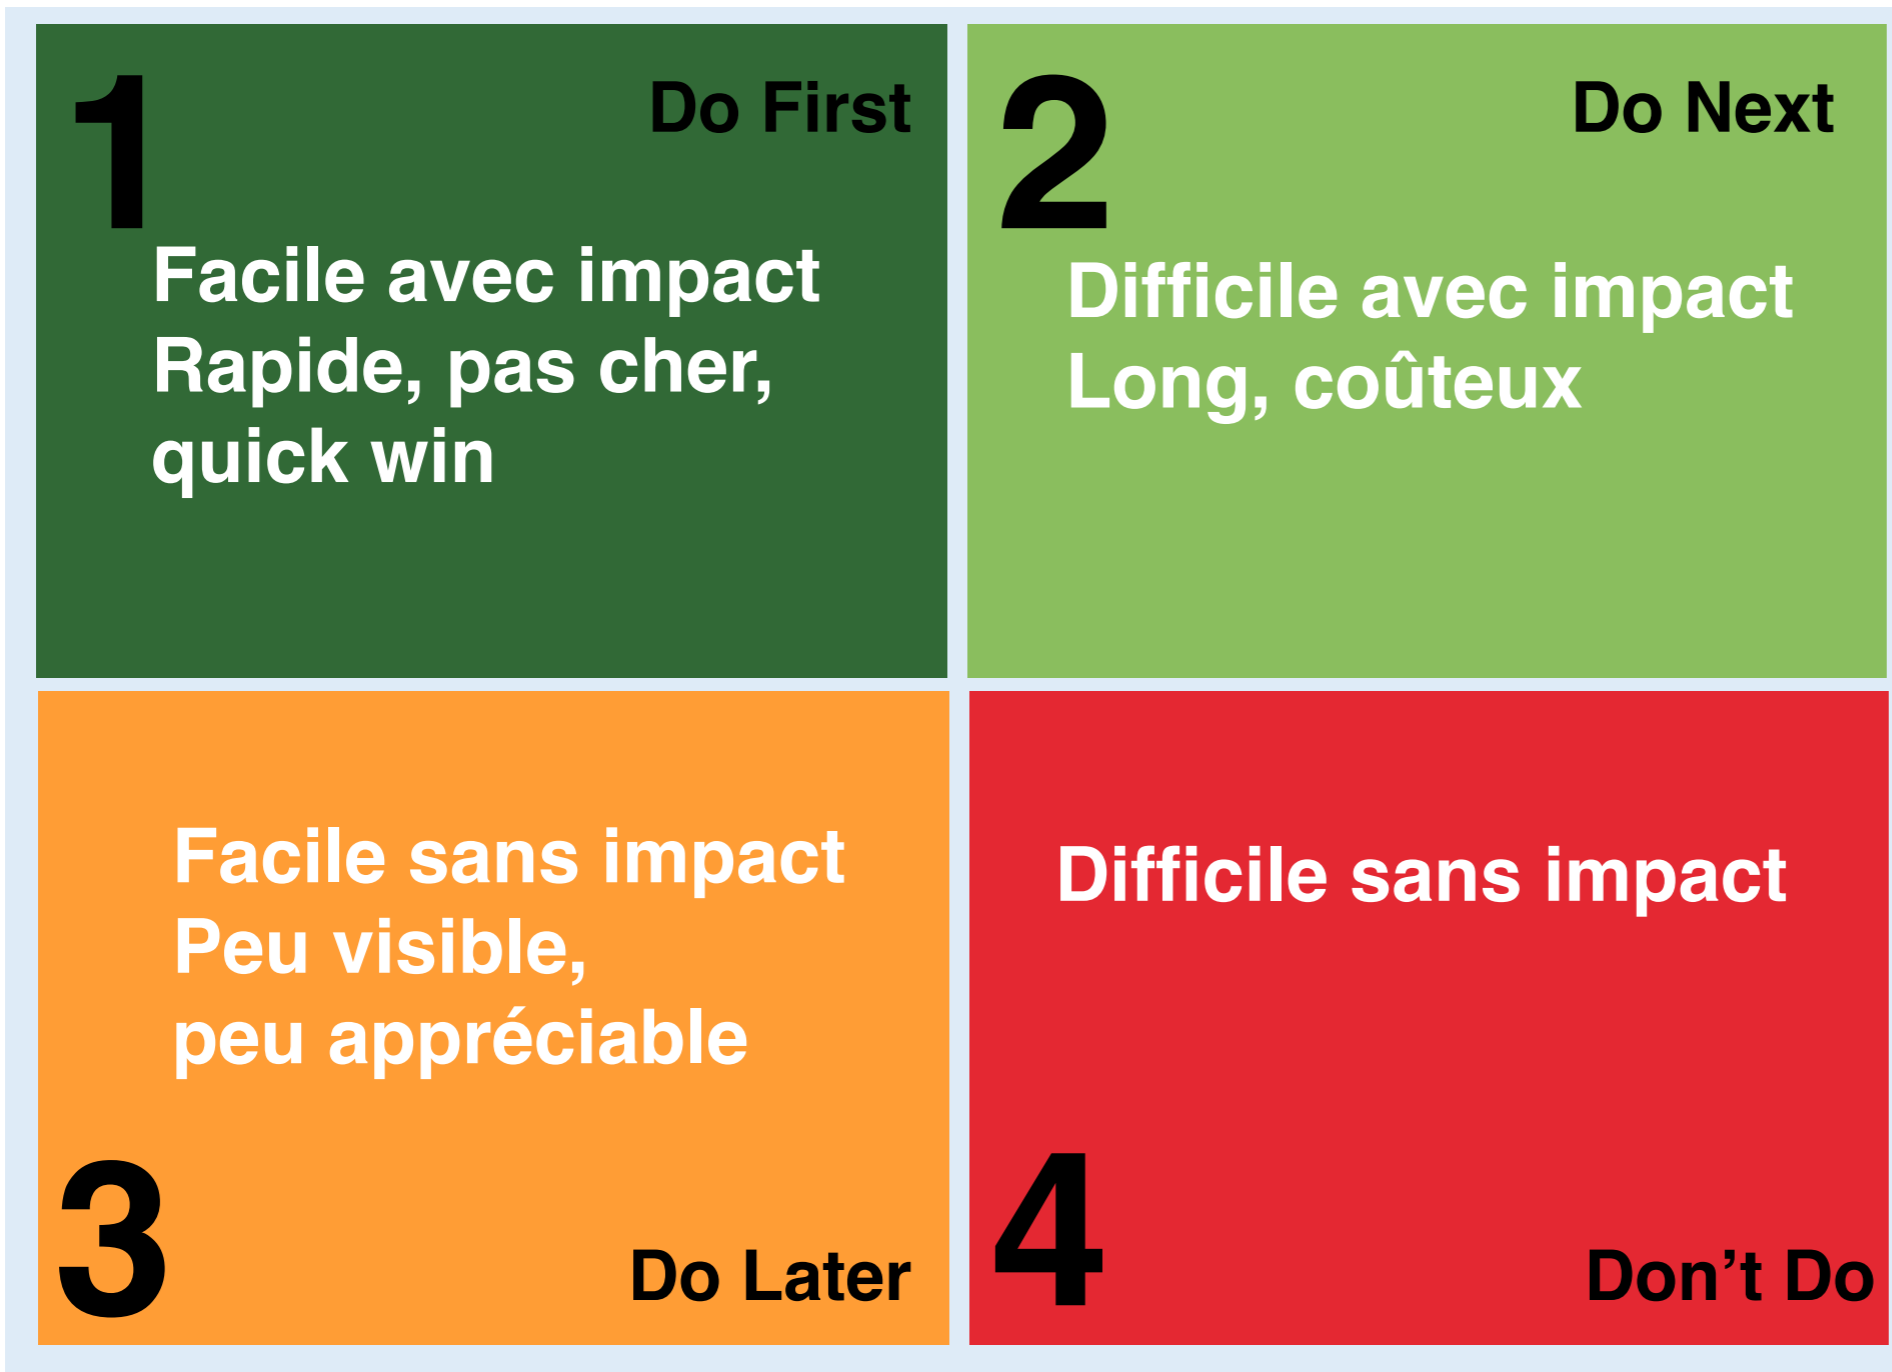 1
Do First
Facile avec impact
Rapide, pas cher,
quick win
2
Do Next
Difficile avec impact
Long, coûteux
Facile sans impact
Peu visible,
peu appréciable
3
Do Later
Difficile sans impact
4
Don’t Do